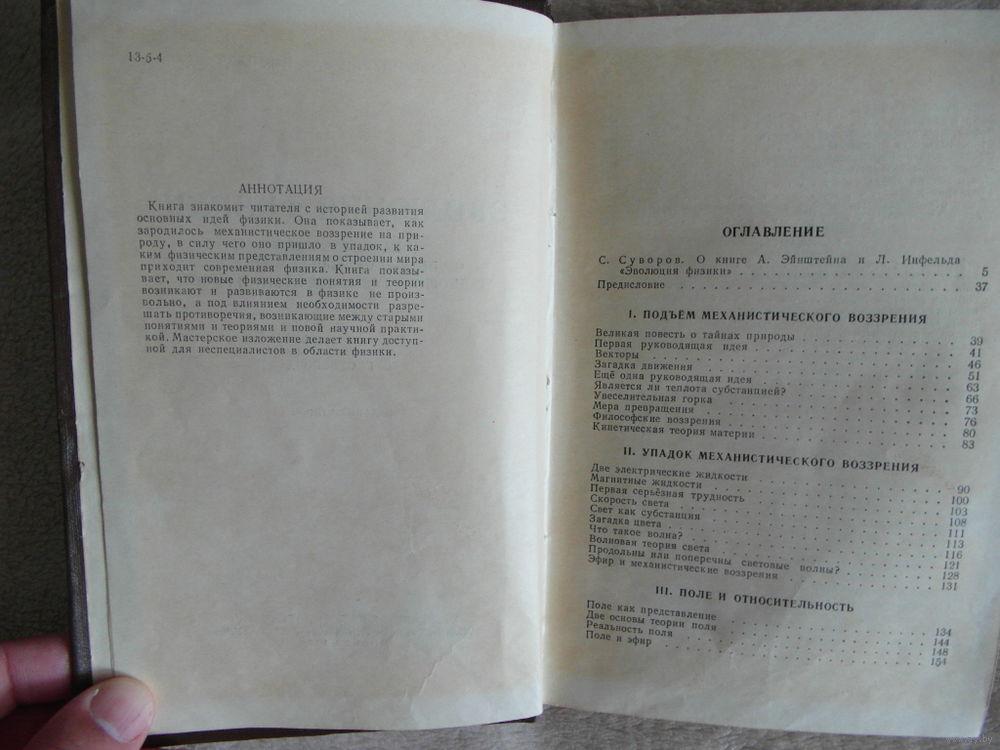 13-5-4
АННОТАЦИЯ
Книга знакомит читателя с историей развития
основных идей физики. Она показывает, как
зародилось механистическое воззрение на при-
роду, в силу чего оно пришло в упадок, к ка-
ким физическим представлениям о строении мира
приходит современная физика. Книга показы-
вает, что новые физические понятия и теории
возникают и развиваются в физике не произ-
вольно, а под влиянием необходимости разре-
шать противоречия, возникающие между старыми
понятиями и теориями и новой научной практи-
кой. Мастерское изложение делает книгу доступ-
ной для неспециалистов в области физики.
ОГЛАВЛЕНИЕ
С. Суворов. О книге А. Эйнштейна и Л. Инфельда
«Эволюция физики» . . . . . . . . . . . . . . . 5
Предисловие . . . . . . . . . . . . . . . 37
I. ПОДЪЁМ МЕХАНИСТИЧЕСКОГО ВОЗЗРЕНИЯ
Великая повесть о тайнах природы . . . . . . . . . . 39
Первая руководящая идея . . . . . . . . . . 41
Векторы . . . . . . . . . . 46
Загадка движения . . . . . . . . . . 51
Ещё одна руководящая идея . . . . . . . . . . 63
Является ли теплота субстанцией? . . . . . . . . . . 66
Увеселительная горка . . . . . . . . . . 73
Мера превращения . . . . . . . . . . 76
Философские воззрения . . . . . . . . . . 80
Кинетическая теория материи . . . . . . . . . . 83
II. УПАДОК МЕХАНИСТИЧЕСКОГО ВОЗЗРЕНИЯ
Две электрические жидкости . . . . . . . . . . 90
Магнитные жидкости . . . . . . . . . . 100
Первая серьёзная трудность . . . . . . . . . . 103
Скорость света . . . . . . . . . . 108
Свет как субстанция . . . . . . . . . . 111
Загадка цвета . . . . . . . . . . 113
Что такое волна? . . . . . . . . . . 116
Волновая теория света . . . . . . . . . . 121
Продольны или поперечны световые волны? . . . . . . . . . . 128
Эфир и механистические воззрения . . . . . . . . . . 131
III. ПОЛЕ И ОТНОСИТЕЛЬНОСТЬ
Поле как представление . . . . . . . . . . 134
Две основы теории поля . . . . . . . . . . 144
Реальность поля . . . . . . . . . . 148
Поле и эфир . . . . . . . . . . 154